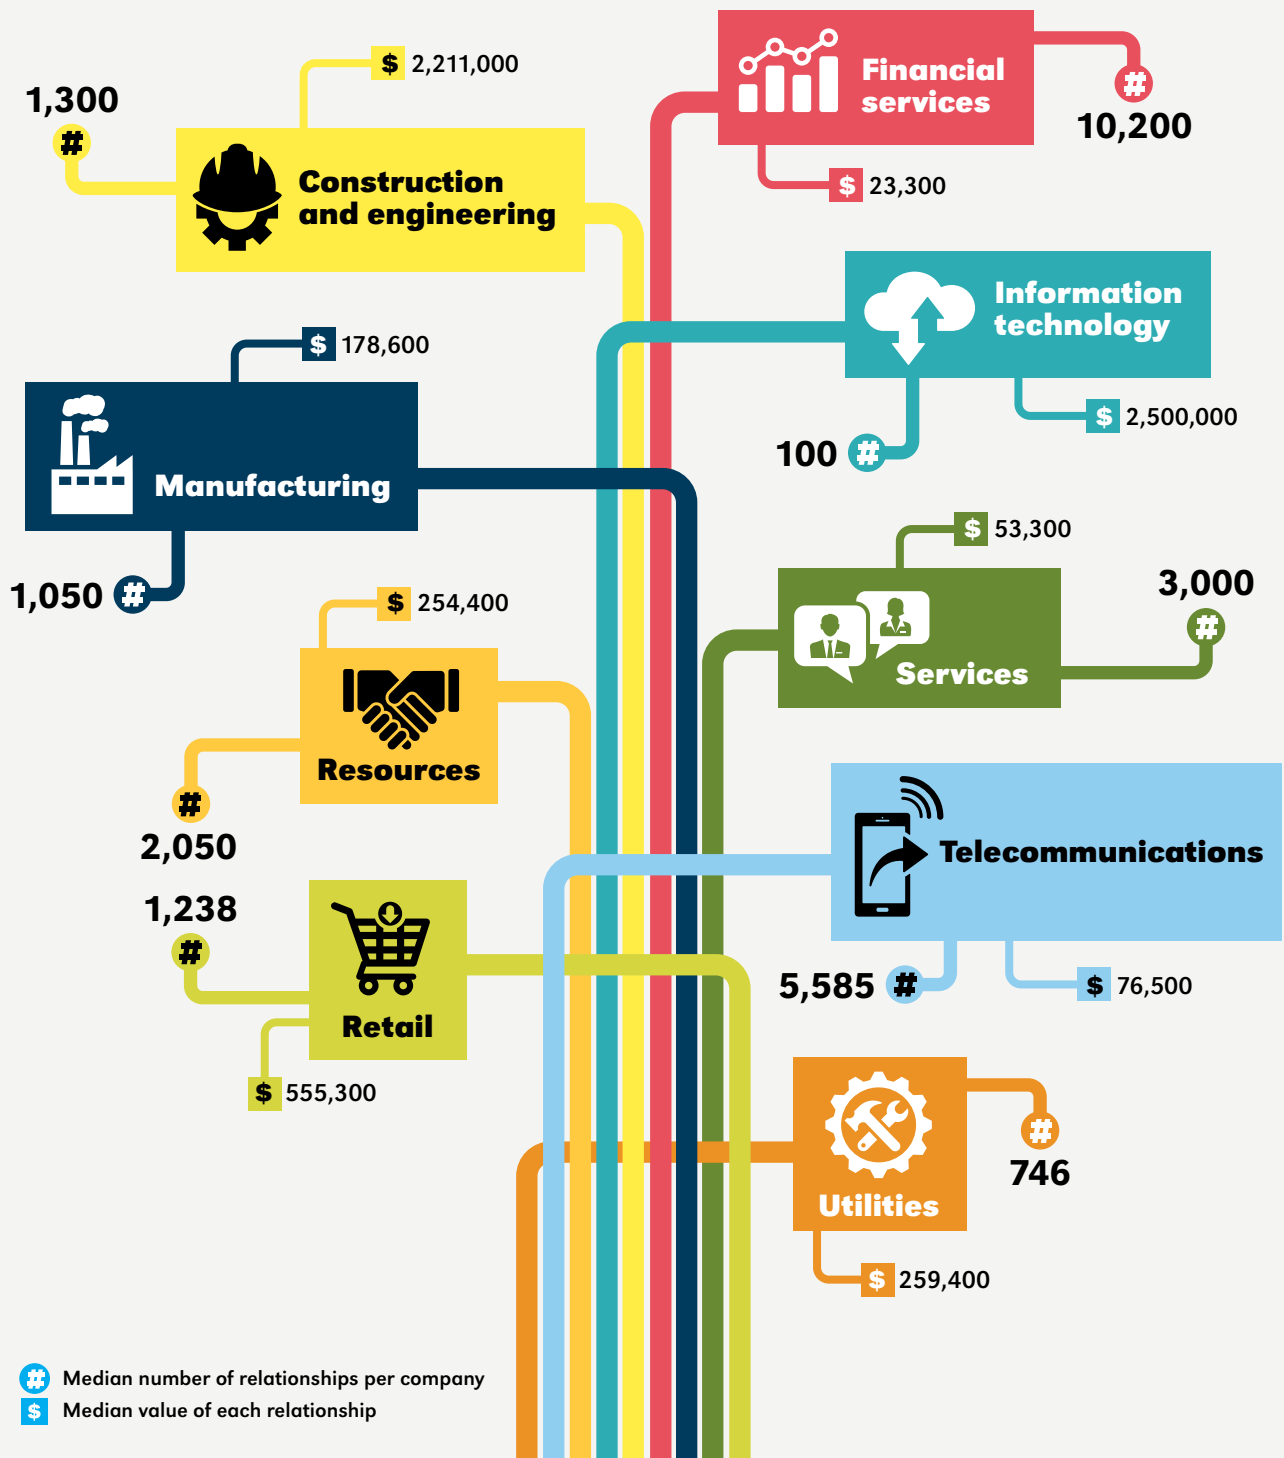 $ 2,211,000
1,300
#
Construction
and engineering
Financial
services
#
10,200
$ 23,300
Information
technology
100 #
$ 2,500,000
$ 178,600
Manufacturing
1,050 #
$ 53,300
3,000
#
Services
$ 254,400
Resources
#
2,050
Telecommunications
5,585 #
$ 76,500
1,238
#
Retail
$ 555,300
#
746
Utilities
$ 259,400
# Median number of relationships per company
$ Median value of each relationship